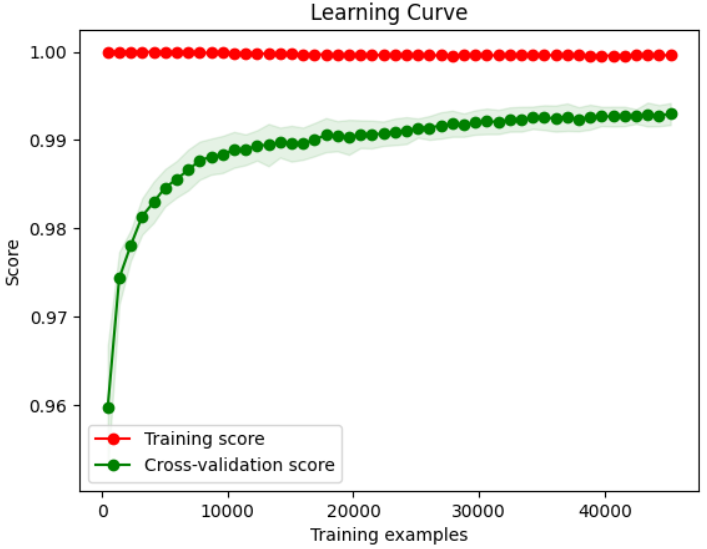 Learning Curve
1.00
0.99
0.98
0.97
0.96
Score
Training score
Cross-validation score
0
10000
20000
30000
40000
Training examples